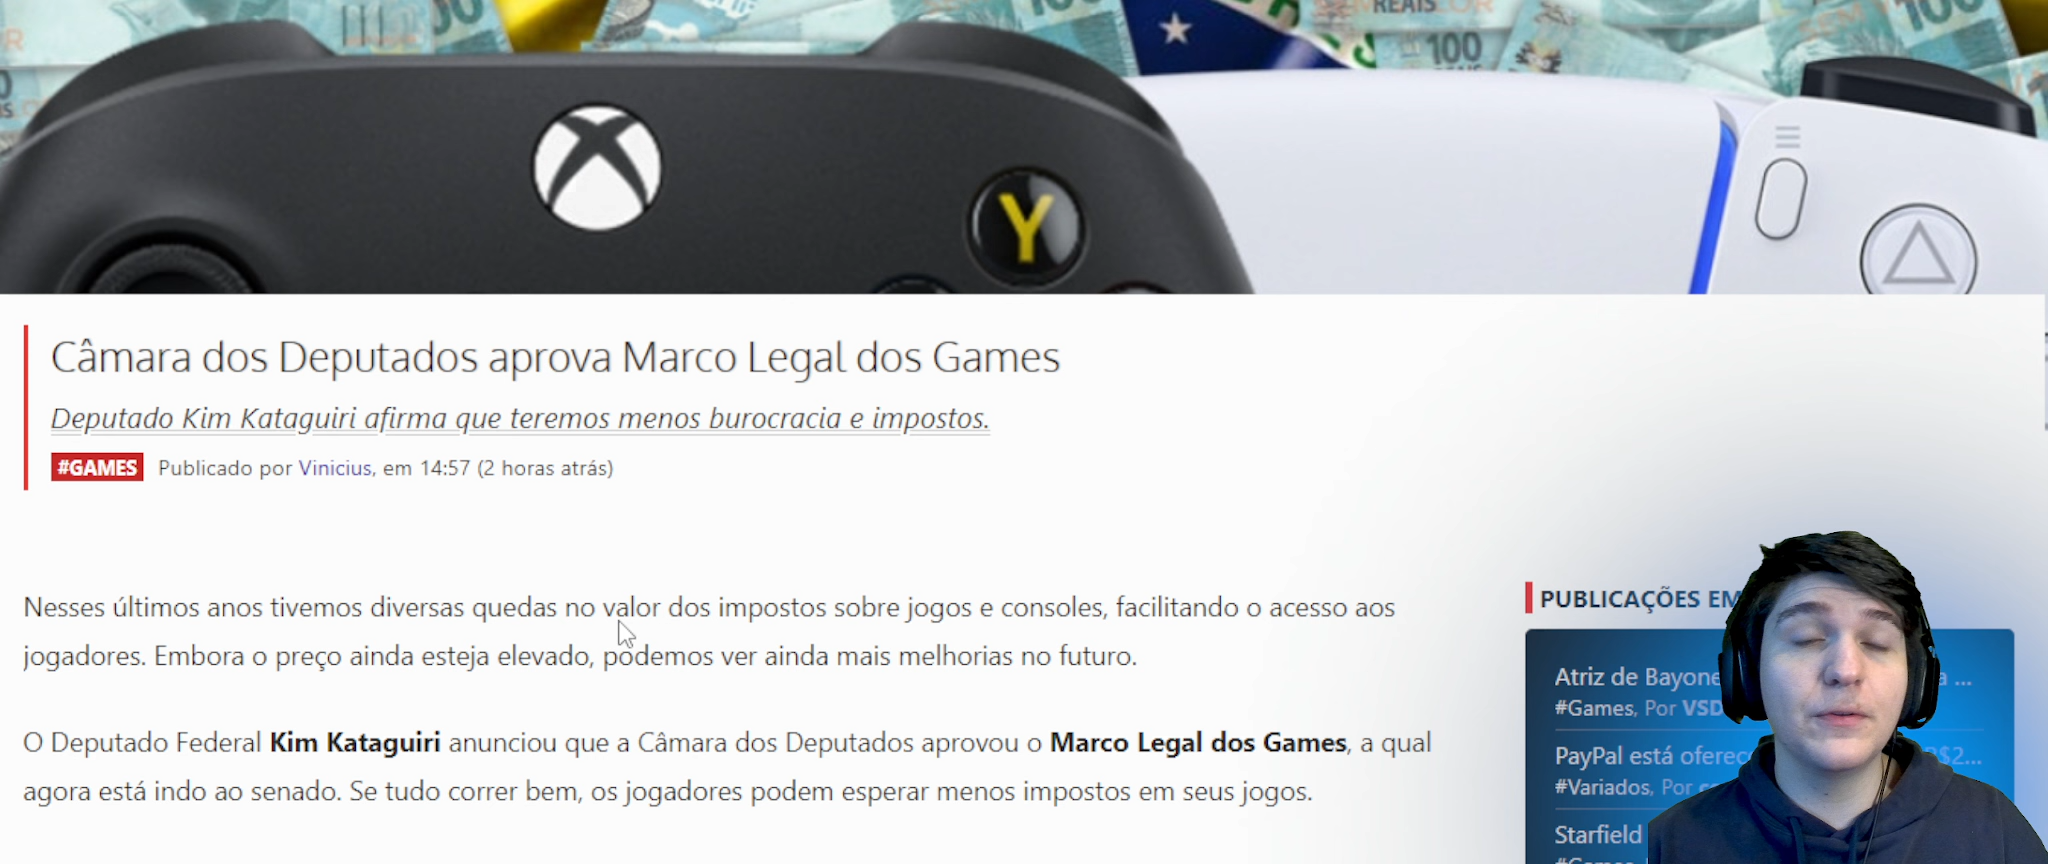 REAIS
100
100
Y
Câmara dos Deputados aprova Marco Legal dos Games
Deputado Kim Kataguiri afirma que teremos menos burocracia e impostos.
#GAMES Publicado por Vinicius, em 14:57 (2 horas atrás)
Nesses últimos anos tivemos diversas quedas no valor dos impostos sobre jogos e consoles, facilitando o acesso aos
jogadores. Embora o preço ainda esteja elevado, podemos ver ainda mais melhorias no futuro.
O Deputado Federal Kim Kataguiri anunciou que a Câmara dos Deputados aprovou o Marco Legal dos Games, a qual
agora está indo ao senado. Se tudo correr bem, os jogadores podem esperar menos impostos em seus jogos.
PUBLICAÇÕES EM
Atriz de Bayone a ...
#Games, Por VSD
PayPal está oferec R$2...
#Variados, Por
Starfield